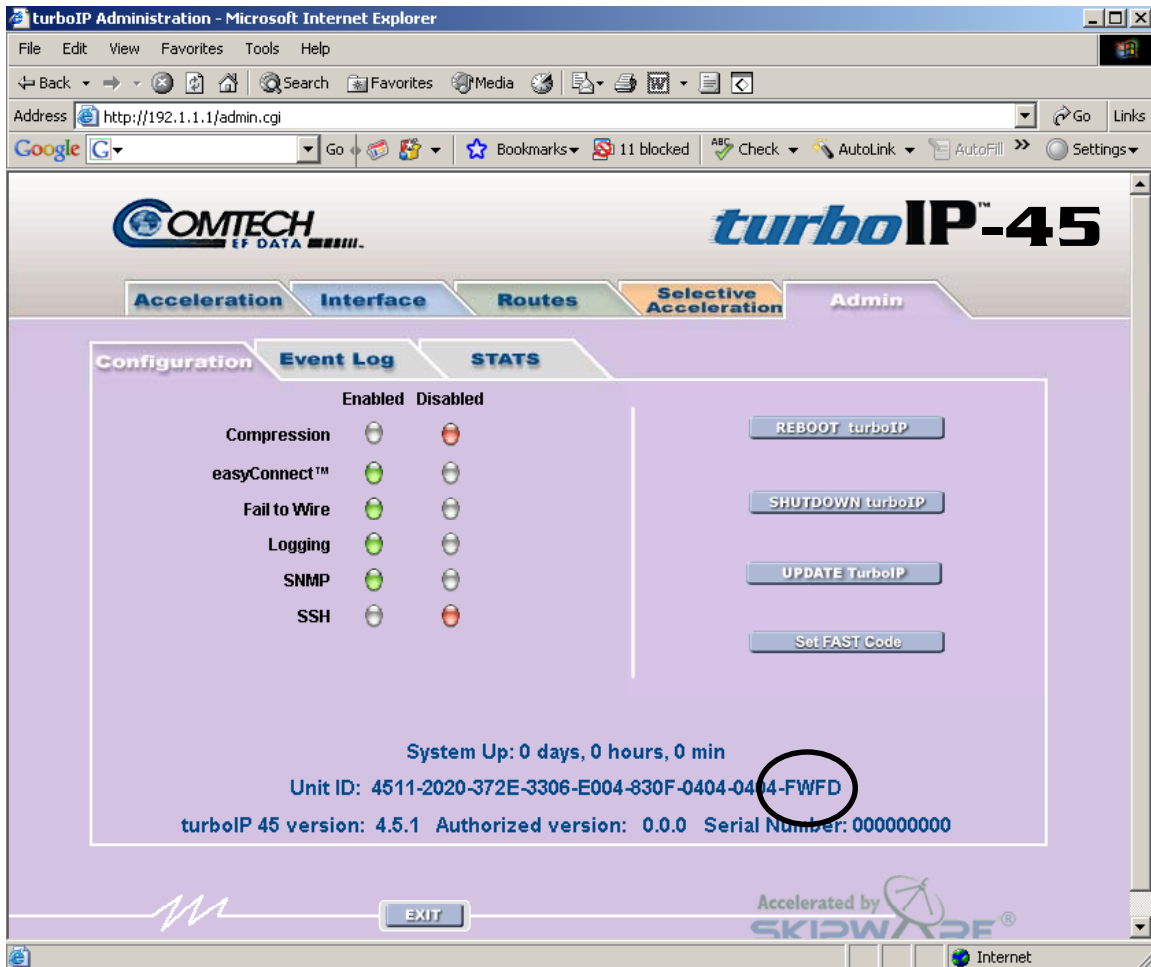 turboIP Administration - Microsoft Internet Explorer
File Edit View Favorites Tools Help
Back Search Favorites Media
Address http://192.1.1.1/admin.cgi Go Links
Google G Go Bookmarks 11 blocked ABC Check AutoLink AutoFill Settings
COMTECH
EF DATA
turboIP™-45
Acceleration Interface Routes Selective Acceleration Admin
Configuration Event Log STATS
Enabled Disabled
Compression
easyConnect™
Fail to Wire
Logging
SNMP
SSH
REBOOT turboIP
SHUTDOWN turboIP
UPDATE TurboIP
Set FAST Code
System Up: 0 days, 0 hours, 0 min
Unit ID: 4511-2020-372E-3306-E004-830F-0404-0404-FWFD
turboIP 45 version: 4.5.1 Authorized version: 0.0.0 Serial Number: 000000000
EXIT
Accelerated by
SKIPWARE®
Internet